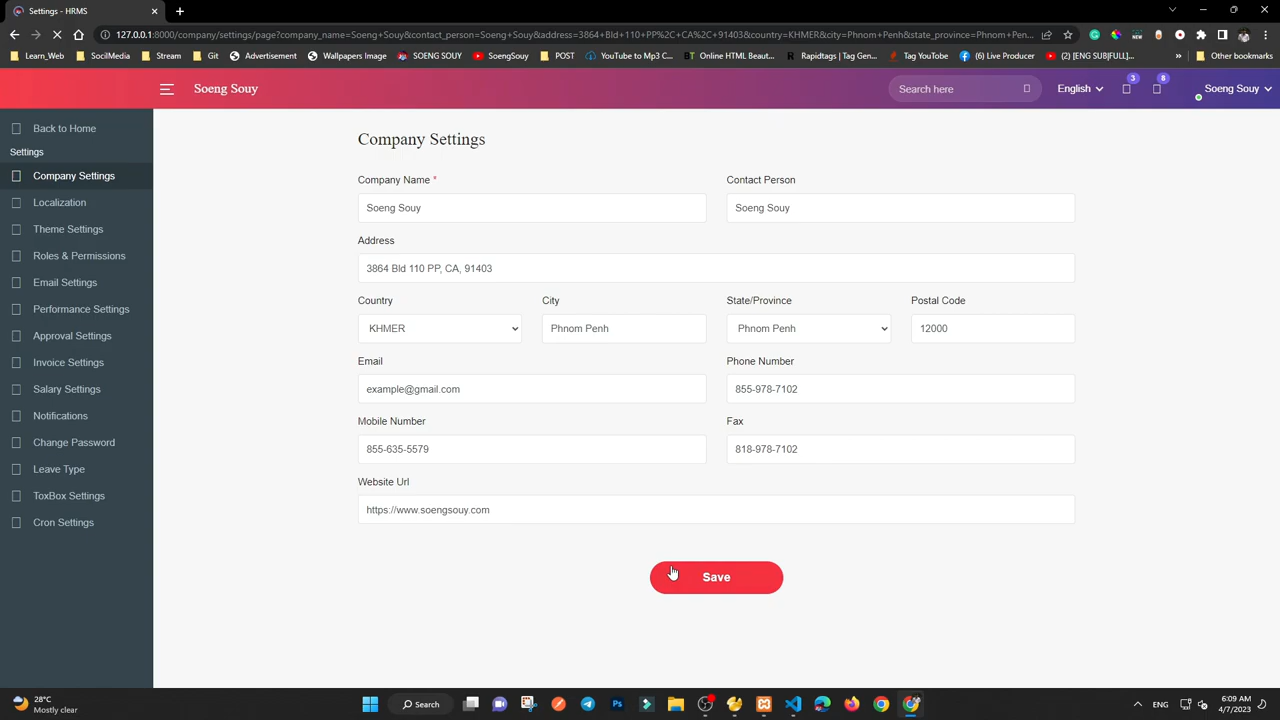 Settings - HRMS
127.0.0.1:8000/company/settings/page?company_name=Soeng+Souy&contact_person=Soeng+Souy&address=3864+Bld+110+PP%2C+CA%2C+91403&country=KHMER&city=Phnom+Penh&state_province=Phnom+Pen...
Learn_Web SocilMedia Stream Git Advertisement Wallpapers Image SOENG SOUY SoengSouy POST YouTube to Mp3 C... Online HTML Beaut... Rapidtags | Tag Gen... Tag YouTube (6) Live Producer (2) [ENG SUB[FULL]... » Other bookmarks
Soeng Souy Search here English 3 8 Soeng Souy
Back to Home
Settings
Company Settings
Localization
Theme Settings
Roles & Permissions
Email Settings
Performance Settings
Approval Settings
Invoice Settings
Salary Settings
Notifications
Change Password
Leave Type
ToxBox Settings
Cron Settings
Company Settings
Company Name * Contact Person
Soeng Souy Soeng Souy
Address
3864 Bld 110 PP, CA, 91403
Country City State/Province Postal Code
KHMER Phnom Penh Phnom Penh 12000
Email Phone Number
example@gmail.com 855-978-7102
Mobile Number Fax
855-635-5579 818-978-7102
Website Url
https://www.soengsouy.com
Save
28°C
Mostly clear
Search
ENG
6:09 AM
4/7/2023